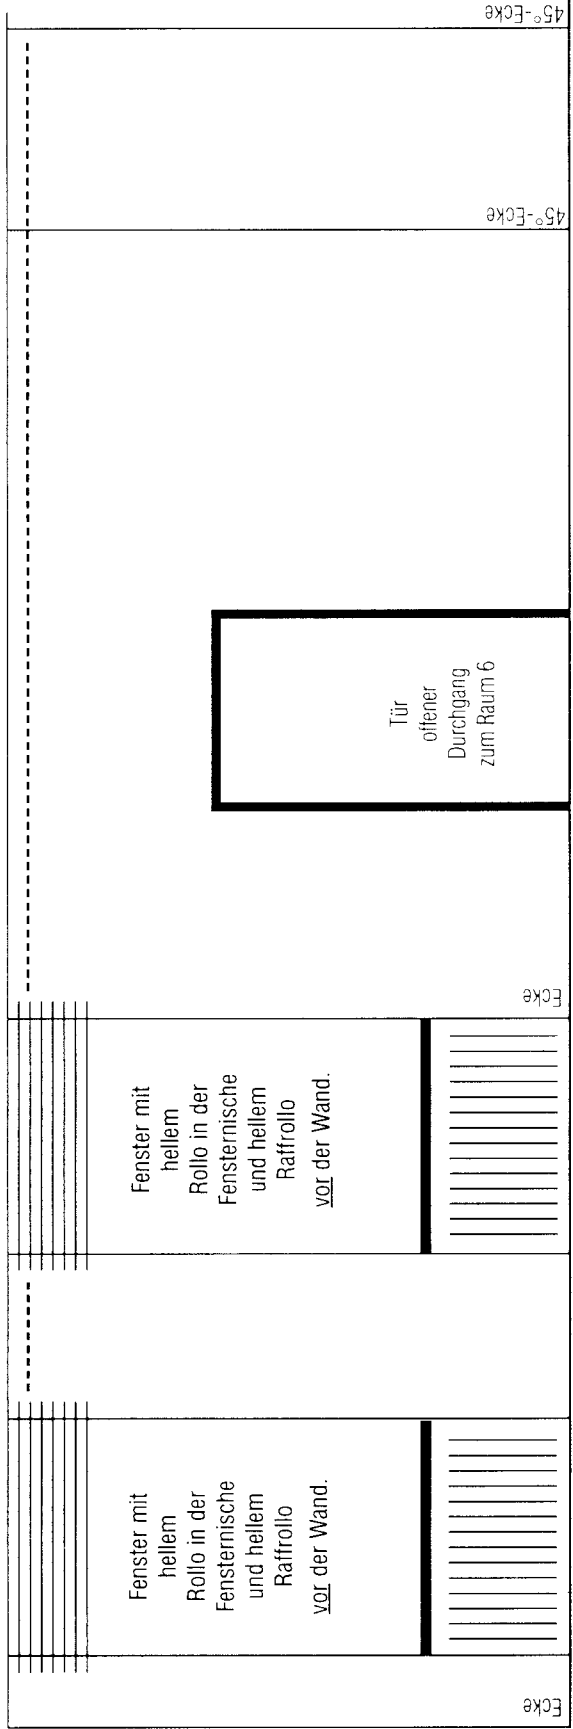 Ecke
Fenster mit
hellem
Rollo in der
Fensternische
und hellem
Raffrollo
vor der Wand.
Fenster mit
hellem
Rollo in der
Fensternische
und hellem
Raffrollo
vor der Wand.
Ecke
Tür
offener
Durchgang
zum Raum 6
45°-Ecke
45°-Ecke